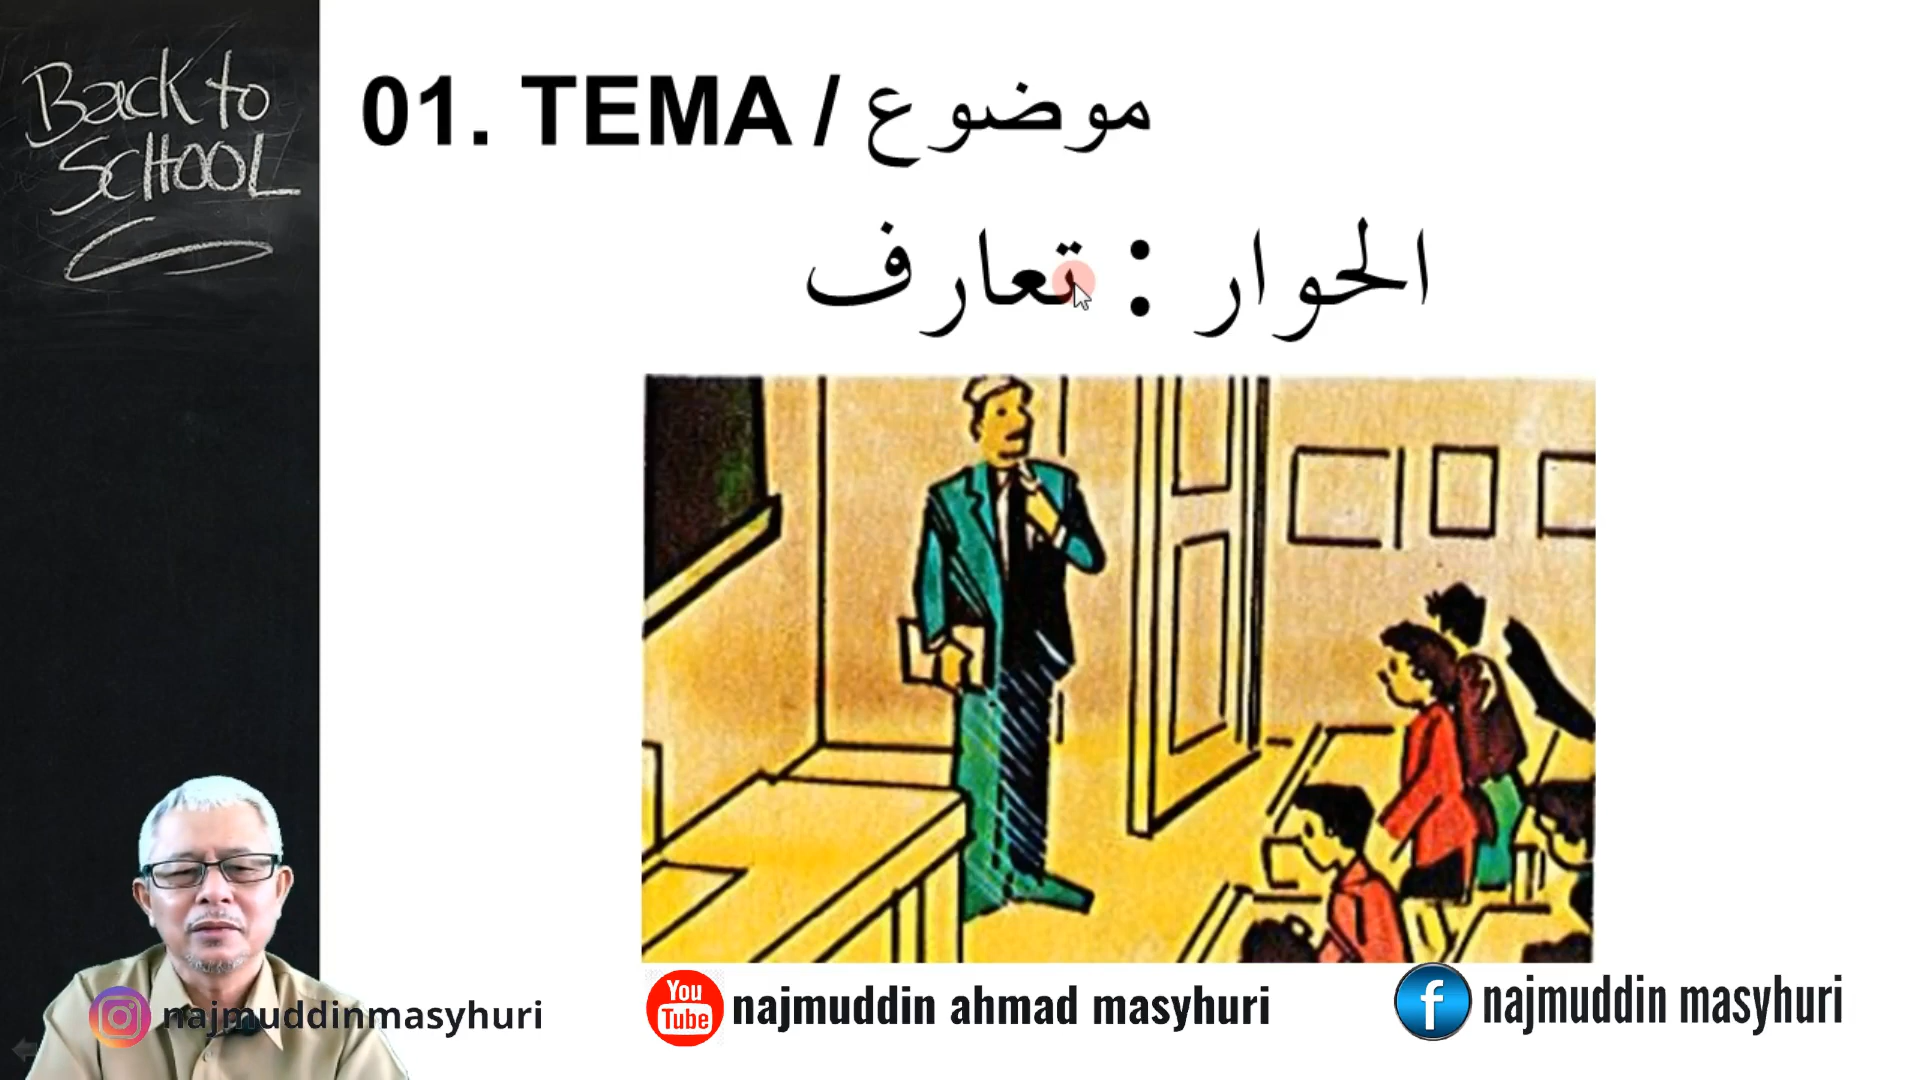 Back to
SCHOOL
01. TEMA / موضوع
الحوار : تعارف
najmuddinmasyhuri
You Tube najmuddin ahmad masyhuri
f najmuddin masyhuri